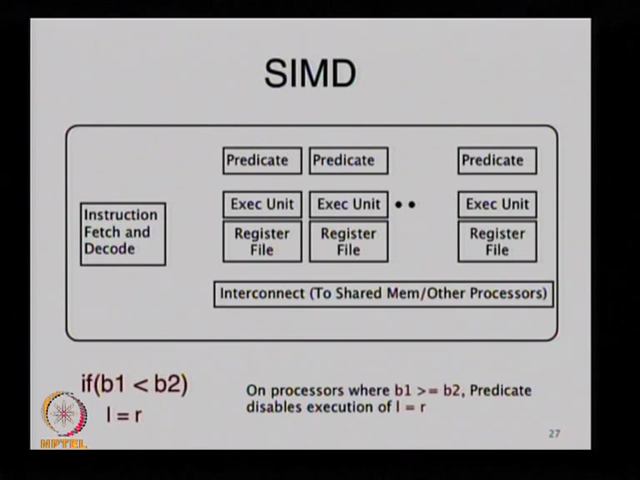 SIMD
Predicate Predicate Predicate
Instruction
Fetch and
Decode
Exec Unit Exec Unit • • Exec Unit
Register
File
Register
File
Register
File
Interconnect (To Shared Mem/Other Processors)
if(b1 < b2)
l = r
On processors where b1 >= b2, Predicate
disables execution of l = r
27
NPTEL